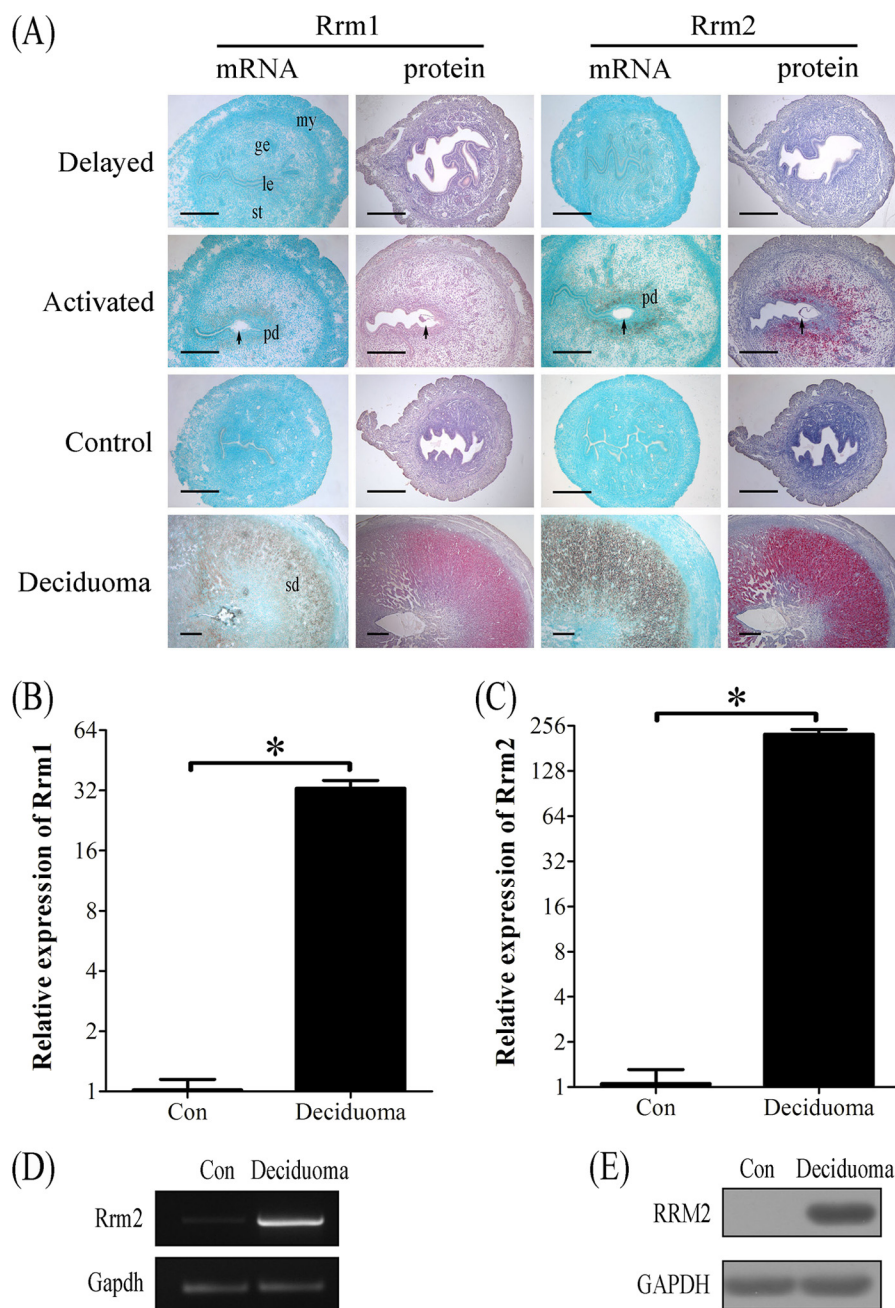 (A)
Rrm1 Rrm2
mRNA protein mRNA protein
Delayed
my
ge
le
st
Activated
pd
pd
Control
Deciduoma
sd
(B)
Relative expression of Rrm1
64
32
16
8
4
2
1
*
Con Deciduoma
(C)
Relative expression of Rrm2
256
128
64
32
16
8
4
2
1
*
Con Deciduoma
(D)
Con Deciduoma
Rrm2
Gapdh
(E)
Con Deciduoma
RRM2
GAPDH